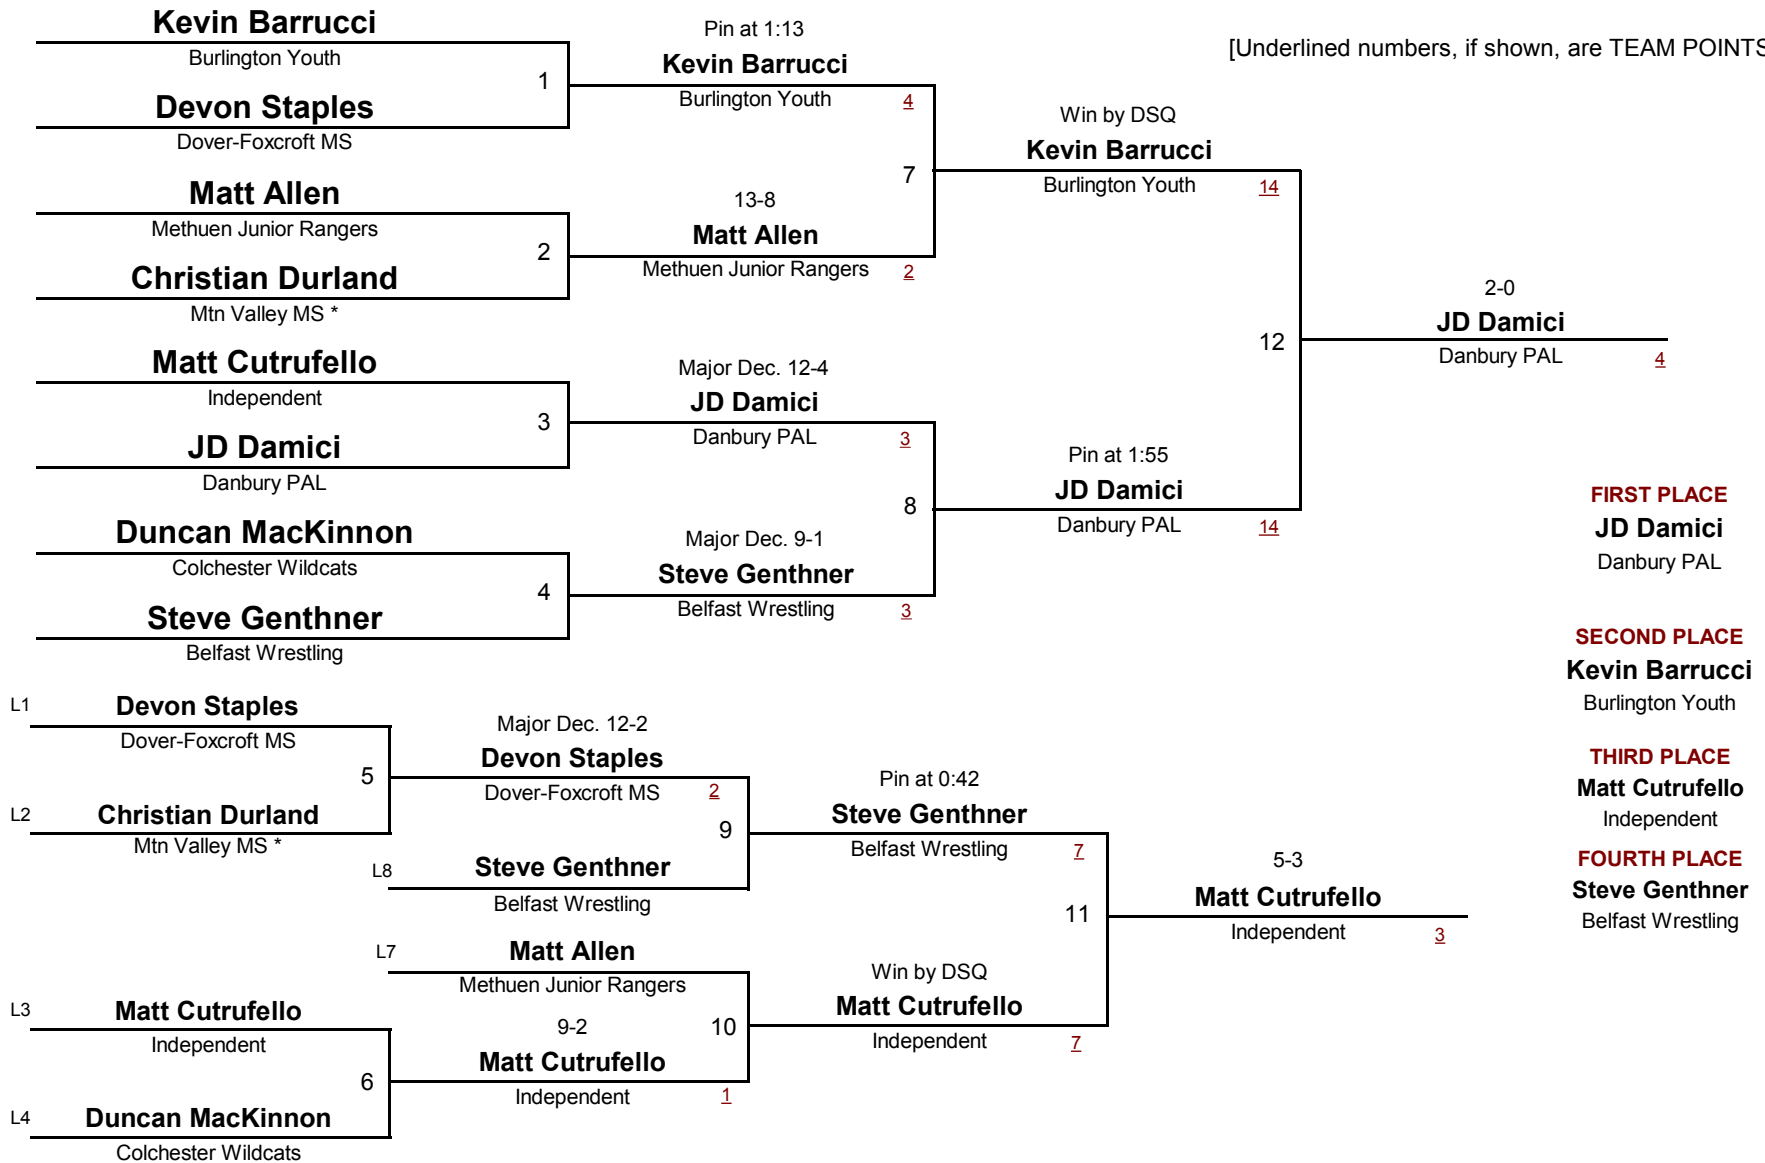 Kevin Barrucci
Burlington Youth
1
Devon Staples
Dover-Foxcroft MS
Matt Allen
Methuen Junior Rangers
2
Christian Durland
Mtn Valley MS *
Matt Cutrufello
Independent
3
JD Damici
Danbury PAL
Duncan MacKinnon
Colchester Wildcats
4
Steve Genthner
Belfast Wrestling
Pin at 1:13
Kevin Barrucci
Burlington Youth 4
7
13-8
Matt Allen
Methuen Junior Rangers 2
Major Dec. 12-4
JD Damici
Danbury PAL 3
8
Major Dec. 9-1
Steve Genthner
Belfast Wrestling 3
[Underlined numbers, if shown, are TEAM POINTS
Win by DSQ
Kevin Barrucci
Burlington Youth 14
12
Pin at 1:55
JD Damici
Danbury PAL 14
2-0
JD Damici
Danbury PAL 4
FIRST PLACE
JD Damici
Danbury PAL
SECOND PLACE
Kevin Barrucci
Burlington Youth
THIRD PLACE
Matt Cutrufello
Independent
FOURTH PLACE
Steve Genthner
Belfast Wrestling
L1 Devon Staples
Dover-Foxcroft MS
5
L2 Christian Durland
Mtn Valley MS *
L3 Matt Cutrufello
Independent
6
L4 Duncan MacKinnon
Colchester Wildcats
Major Dec. 12-2
Devon Staples
Dover-Foxcroft MS 2
9
L8 Steve Genthner
Belfast Wrestling
L7 Matt Allen
Methuen Junior Rangers
10
9-2
Matt Cutrufello
Independent 1
Pin at 0:42
Steve Genthner
Belfast Wrestling 7
11
Win by DSQ
Matt Cutrufello
Independent 7
5-3
Matt Cutrufello
Independent 3